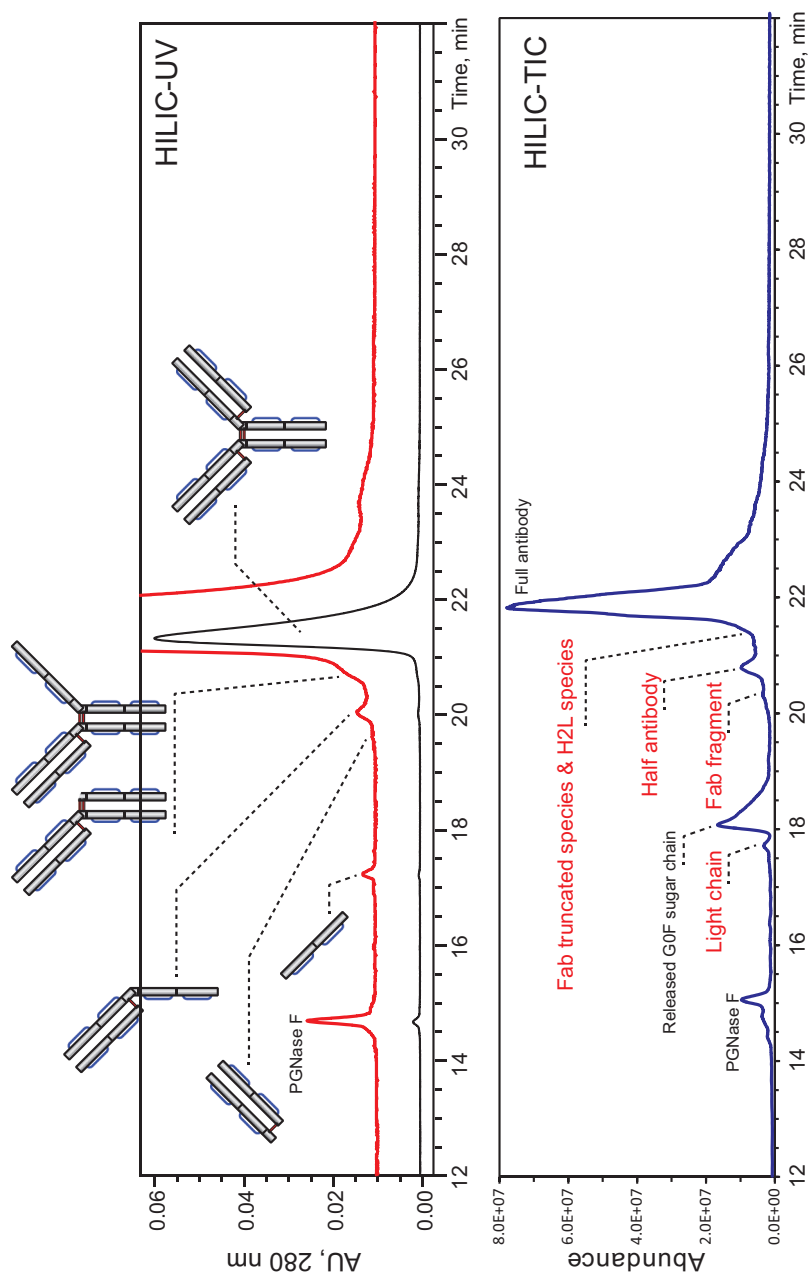 HILIC-UV
AU, 280 nm
0.06
0.04
0.02
0.00
PGNase F
12
14
16
18
20
22
24
26
28
30
Time, min
HILIC-TIC
Abundance
8.0E+07
6.0E+07
4.0E+07
2.0E+07
0.0E+00
Full antibody
Fab truncated species & H2L species
Half antibody
Fab fragment
Released G0F sugar chain
Light chain
PGNase F
12
14
16
18
20
22
24
26
28
30
Time, min